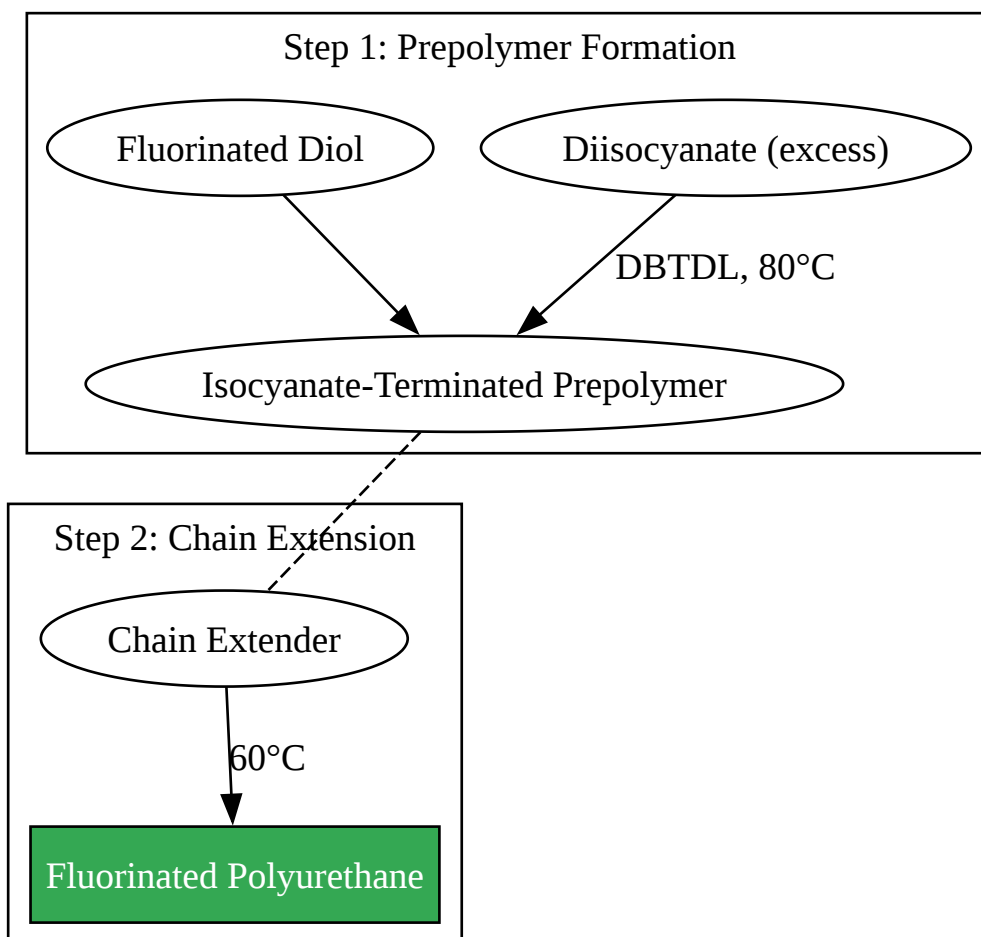 Step 1: Prepolymer Formation
Fluorinated Diol
Diisocyanate (excess)
DBTDL, 80°C
Isocyanate-Terminated Prepolymer
Step 2: Chain Extension
Chain Extender
60°C
Fluorinated Polyurethane